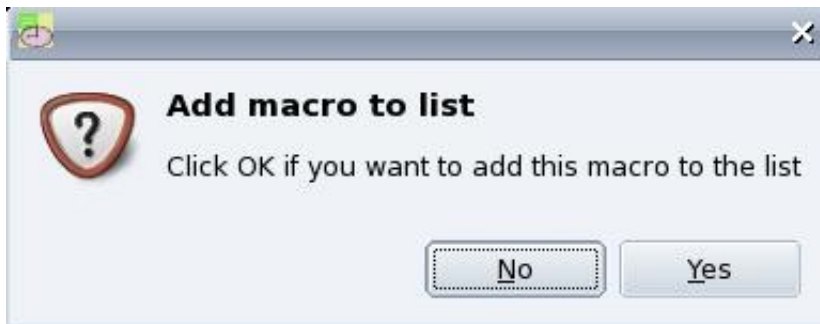 Add macro to list
Click OK if you want to add this macro to the list
No Yes